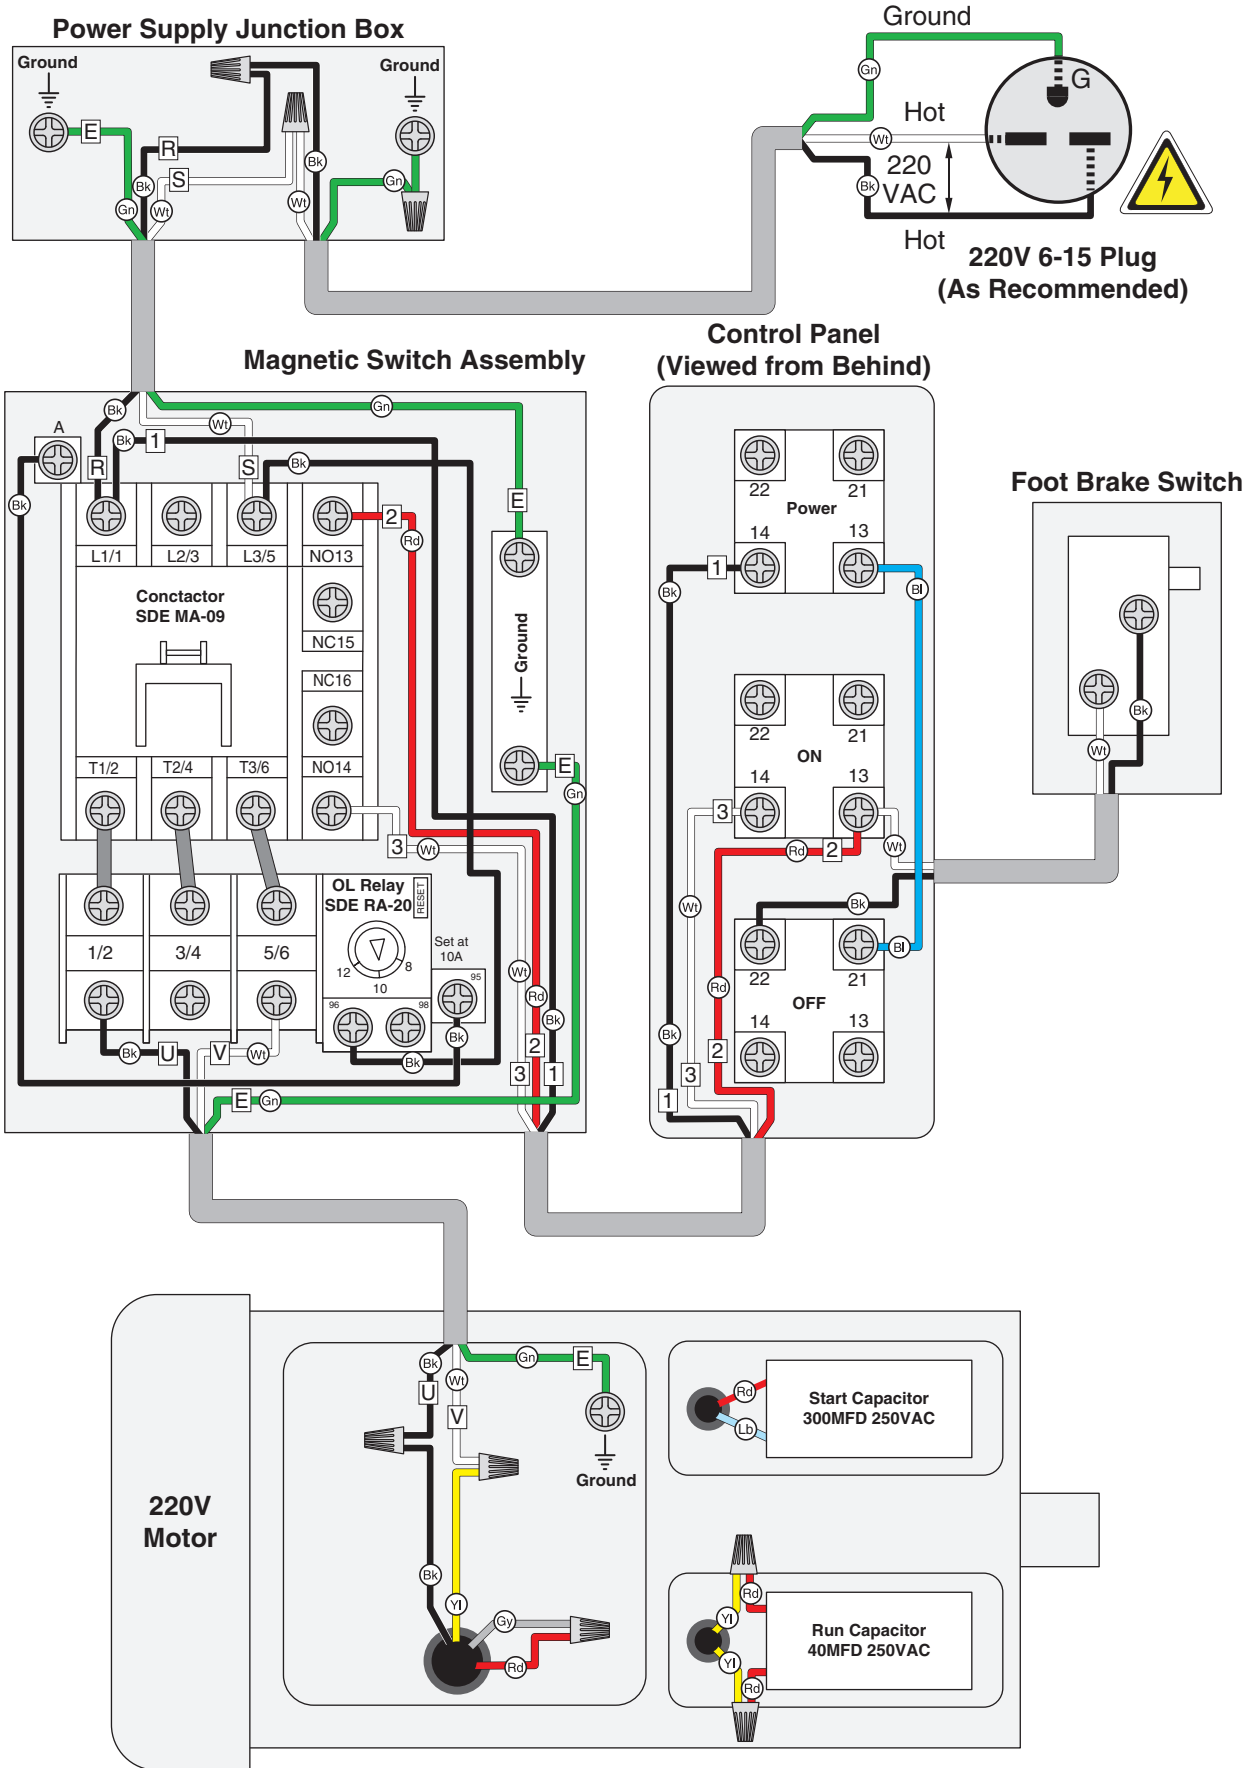 Power Supply Junction Box
Ground
Ground
E
R
S
Bk
Gn
Wt
Wt
Bk
Gn
Ground
Gn
G
Hot
Wt
220
VAC
Bk
Hot
220V 6-15 Plug
(As Recommended)
Magnetic Switch Assembly
A
Bk
Bk
1
Wt
Gn
R
S
Bk
Bk
E
2
Rd
L1/1
L2/3
L3/5
NO13
Conctactor
SDE MA-09
NC15
NC16
Ground
T1/2
T2/4
T3/6
NO14
E
Gn
3
Wt
OL Relay
SDE RA-20
RESET
1/2
3/4
5/6
12
8
10
Set at
10A
95
96
98
Wt
Rd
Bk
Bk
U
V
Wt
Bk
Bk
2
3
1
E
Gn
Control Panel
(Viewed from Behind)
22
21
Power
14
13
1
Bk
Bl
22
21
ON
14
13
3
Rd
2
Wt
Wt
Bk
Bl
22
21
OFF
14
13
Rd
Bk
2
3
1
Foot Brake Switch
Bk
Wt
220V
Motor
Bk
Gn
E
U
Wt
V
Ground
Bk
Yl
Gy
Rd
Rd
Lb
Start Capacitor
300MFD 250VAC
Rd
Yl
Yl
Rd
Run Capacitor
40MFD 250VAC